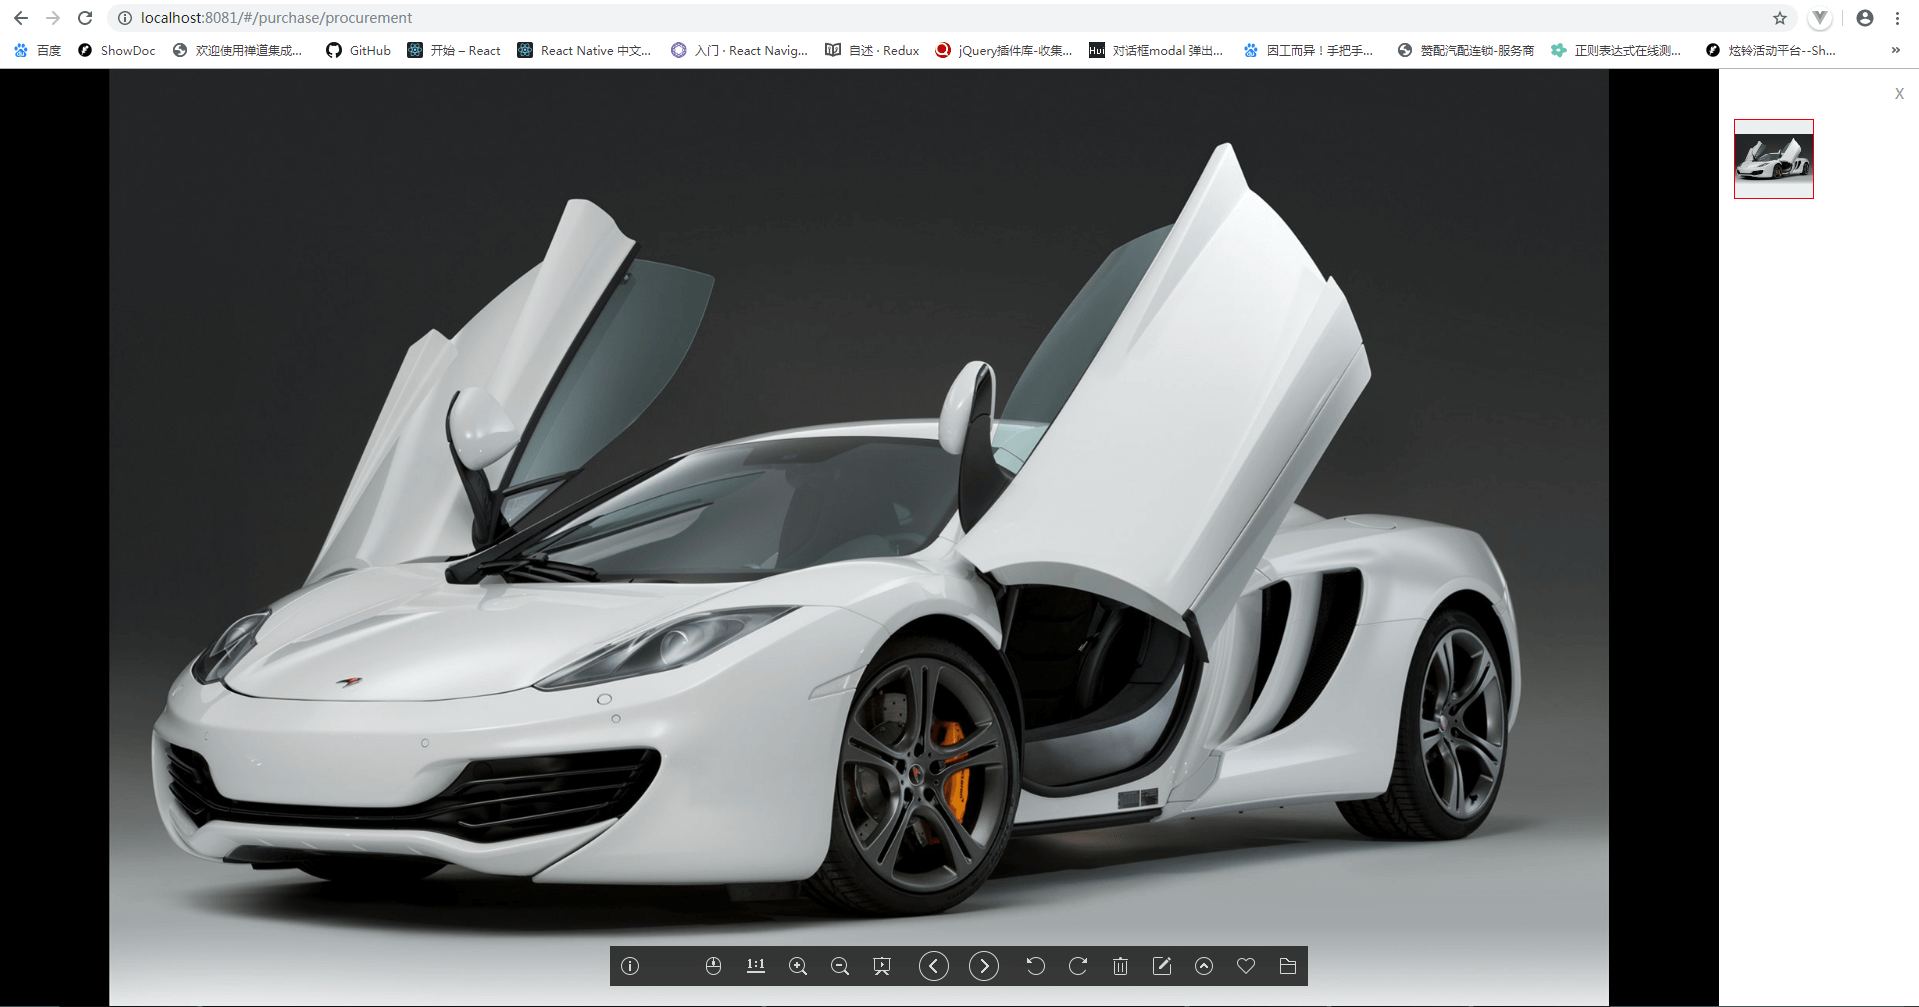 localhost:8081/#/purchase/procurement
百度 ShowDoc 欢迎使用禅道集成... GitHub 开始 – React React Native 中文... 入门 · React Navig... 自述 · Redux jQuery插件库-收集... 对话框modal 弹出... 因工而异！手把手... 赞配汽配连锁-服务商 正则表达式在线测... 炫铃活动平台--Sh... »
X
1:1